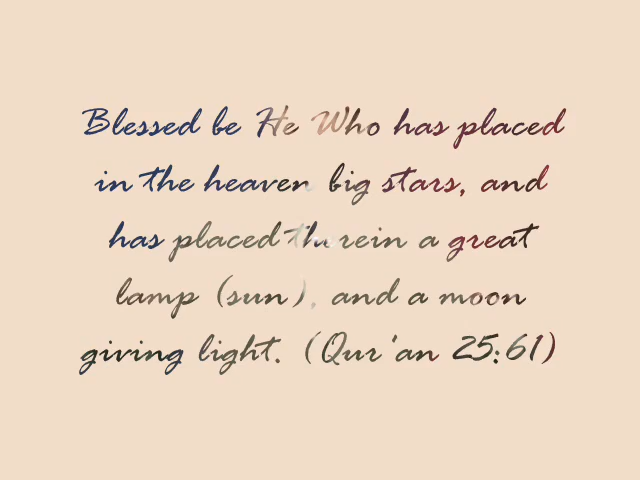 Blessed be He Who has placed
in the heaven big stars, and
has placed therein a great
lamp (sun), and a moon
giving light. (Qur'an 25:61)